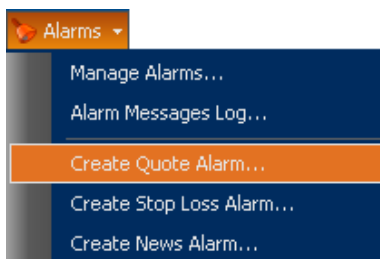 Alarms
Manage Alarms...
Alarm Messages Log...
Create Quote Alarm...
Create Stop Loss Alarm...
Create News Alarm...